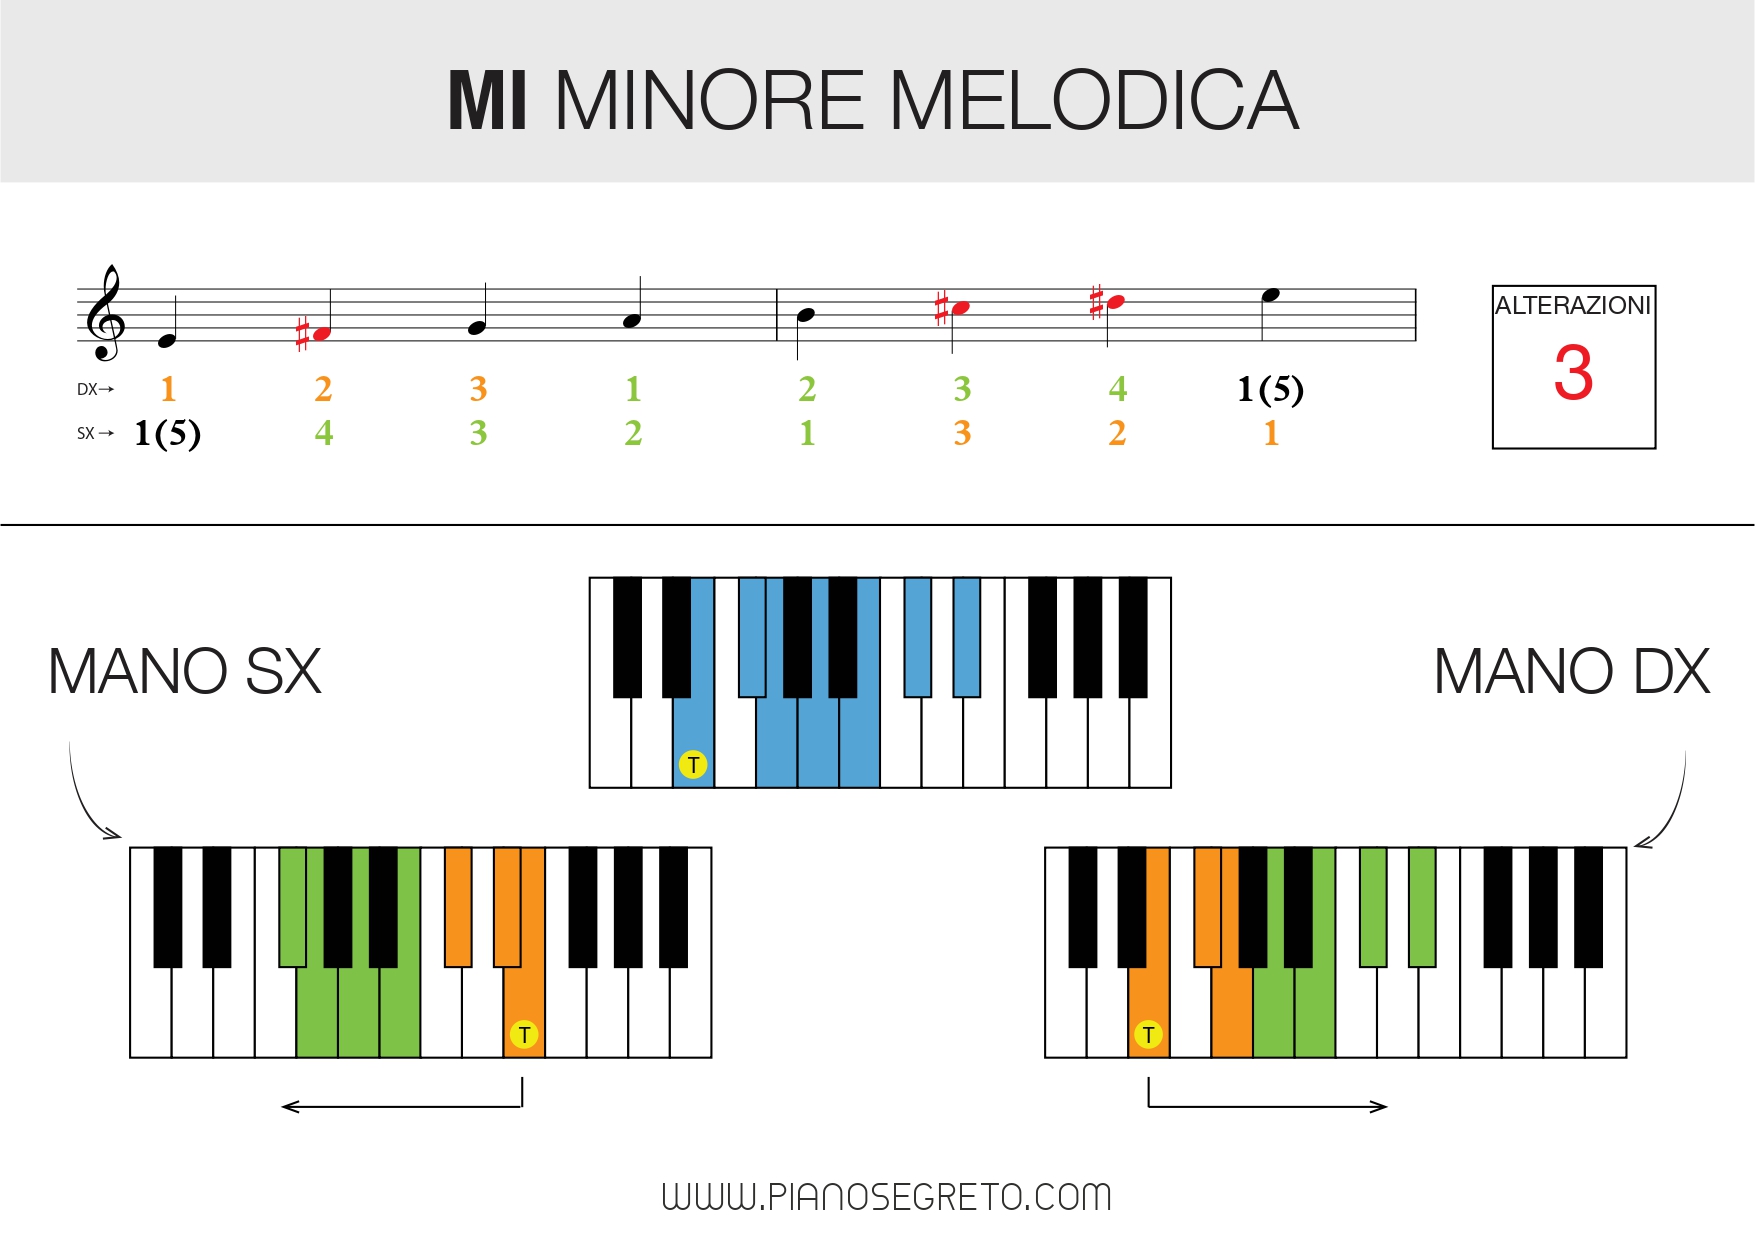 MI MINORE MELODICA
ALTERAZIONI
3
DX→ 1 2 3 1 2 3 4 1(5)
SX→ 1(5) 4 3 2 1 3 2 1
MANO SX
MANO DX
T
T
T
WWW.PIANOSEGRETO.COM